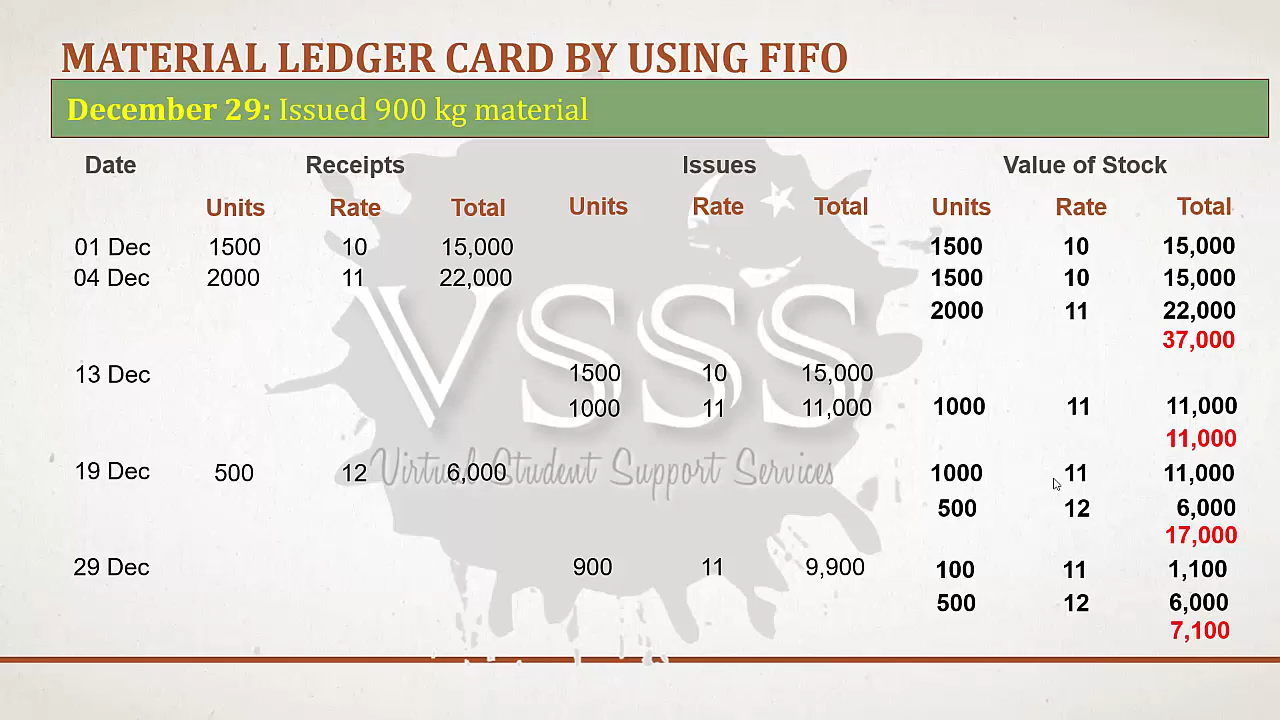 MATERIAL LEDGER CARD BY USING FIFO
December 29: Issued 900 kg material
Date Receipts Issues Value of Stock
Units Rate Total Units Rate Total Units Rate Total
01 Dec 1500 10 15,000 1500 10 15,000
04 Dec 2000 11 22,000 1500 10 15,000
2000 11 22,000
37,000
13 Dec 1500 10 15,000
1000 11 11,000 1000 11 11,000
11,000
19 Dec 500 12 6,000 1000 11 11,000
500 12 6,000
17,000
29 Dec 900 11 9,900 100 11 1,100
500 12 6,000
7,100
VSSS
Virtual Student Support Services